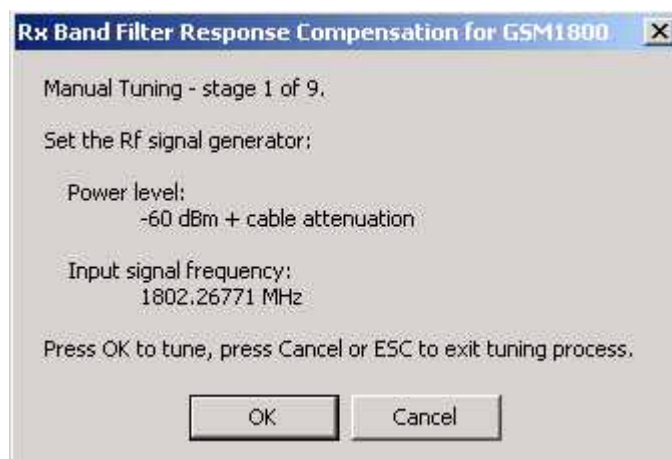 Rx Band Filter Response Compensation for GSM1800
Manual Tuning - stage 1 of 9.
Set the Rf signal generator:
Power level:
-60 dBm + cable attenuation
Input signal frequency:
1802.26771 MHz
Press OK to tune, press Cancel or ESC to exit tuning process.
OK
Cancel